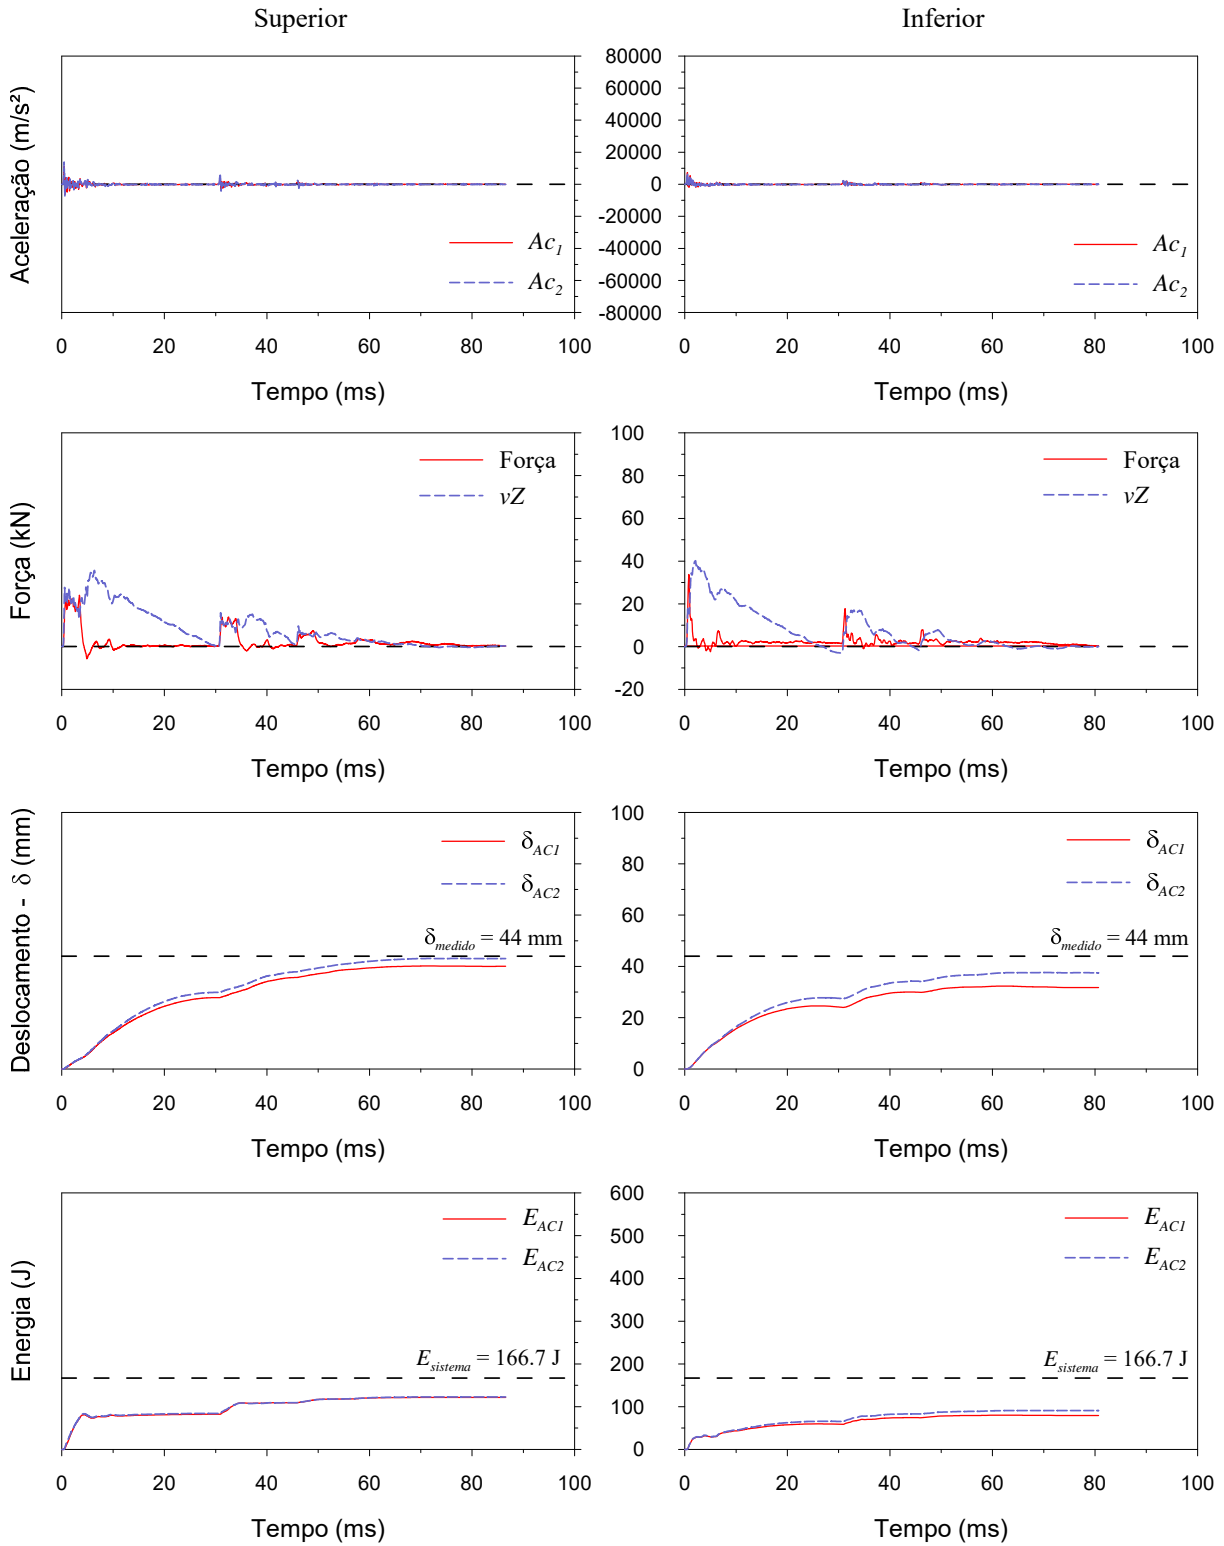 Superior
Inferior
Aceleração (m/s²)
80000
60000
40000
20000
0
-20000
-40000
-60000
-80000
Ac1
Ac2
Ac1
Ac2
0 20 40 60 80 100
0 20 40 60 80 100
Tempo (ms)
Tempo (ms)
Força (kN)
100
80
60
40
20
0
-20
Força
vZ
Força
vZ
0 20 40 60 80 100
0 20 40 60 80 100
Tempo (ms)
Tempo (ms)
Deslocamento - δ (mm)
100
80
60
40
20
0
δAC1
δAC2
δmedido = 44 mm
δAC1
δAC2
δmedido = 44 mm
0 20 40 60 80 100
0 20 40 60 80 100
Tempo (ms)
Tempo (ms)
Energia (J)
600
500
400
300
200
100
0
EAC1
EAC2
Esistema = 166.7 J
EAC1
EAC2
Esistema = 166.7 J
0 20 40 60 80 100
0 20 40 60 80 100
Tempo (ms)
Tempo (ms)